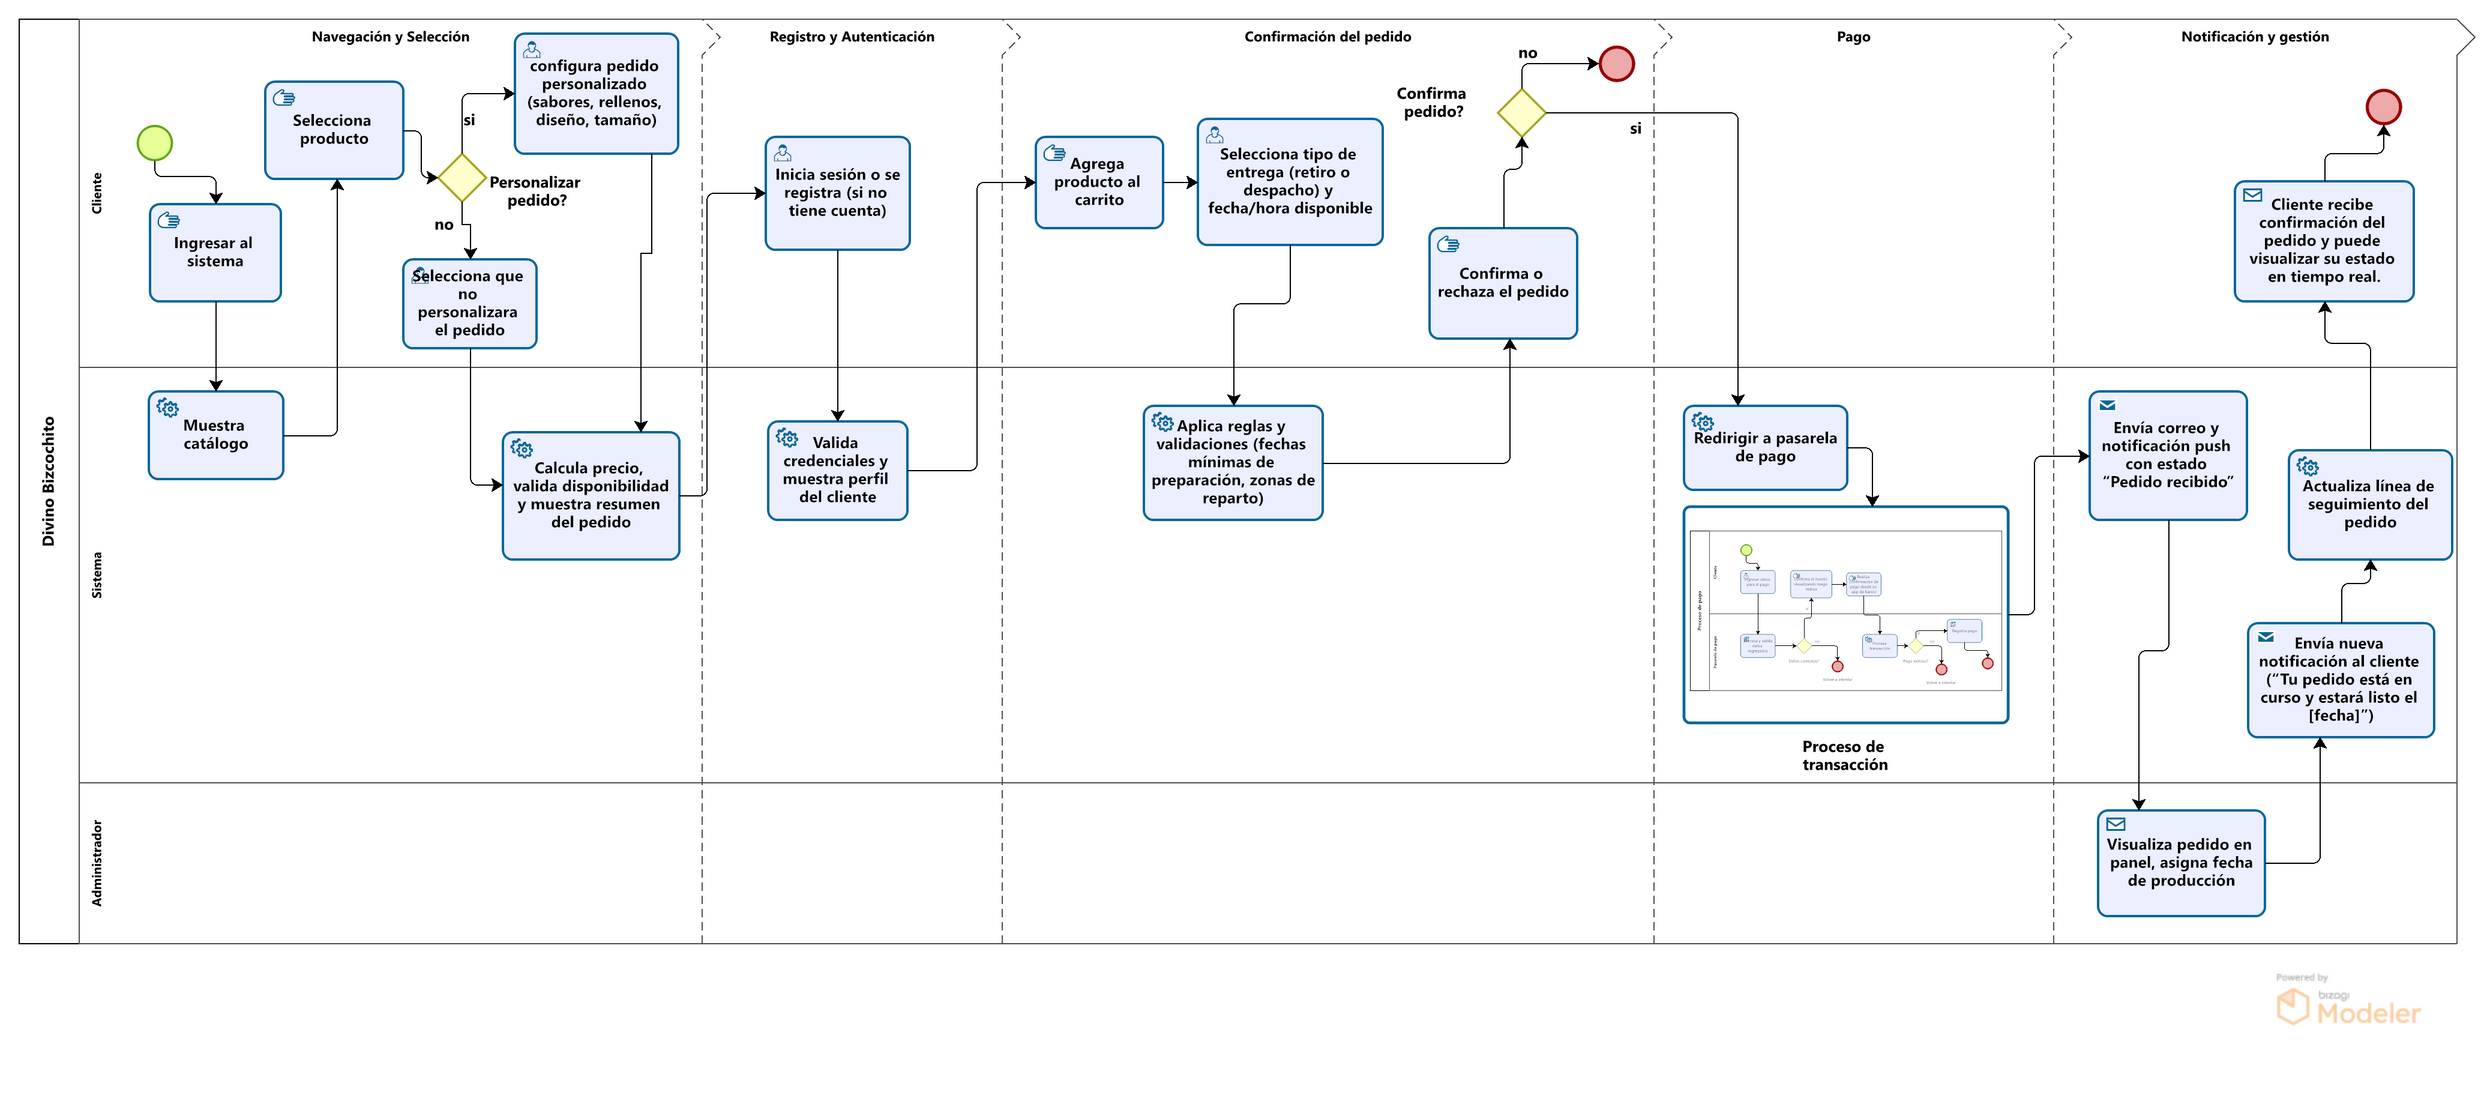 Navegación y Selección
Registro y Autenticación
Confirmación del pedido
Pago
Notificación y gestión
Divino Bizcochito
Cliente
Sistema
Administrador
Ingresar al
sistema
Muestra
catálogo
Selecciona
producto
Personalizar
pedido?
si
no
configura pedido
personalizado
(sabores, rellenos,
diseño, tamaño)
Selecciona que
no
personalizara
el pedido
Calcula precio,
valida disponibilidad
y muestra resumen
del pedido
Inicia sesión o se
registra (si no
tiene cuenta)
Valida
credenciales y
muestra perfil
del cliente
Agrega
producto al
carrito
Selecciona tipo de
entrega (retiro o
despacho) y
fecha/hora disponible
Aplica reglas y
validaciones (fechas
mínimas de
preparación, zonas de
reparto)
Confirma o
rechaza el pedido
Confirma
pedido?
no
si
Redirigir a pasarela
de pago
Proceso de pago
Cliente
Proceso de
transacción
Envía correo y
notificación push
con estado
“Pedido recibido”
Visualiza pedido en
panel, asigna fecha
de producción
Envía nueva
notificación al cliente
(“Tu pedido está en
curso y estará listo el
[fecha]”)
Actualiza línea de
seguimiento del
pedido
Cliente recibe
confirmación del
pedido y puede
visualizar su estado
en tiempo real.
Powered by
bizagi
Modeler